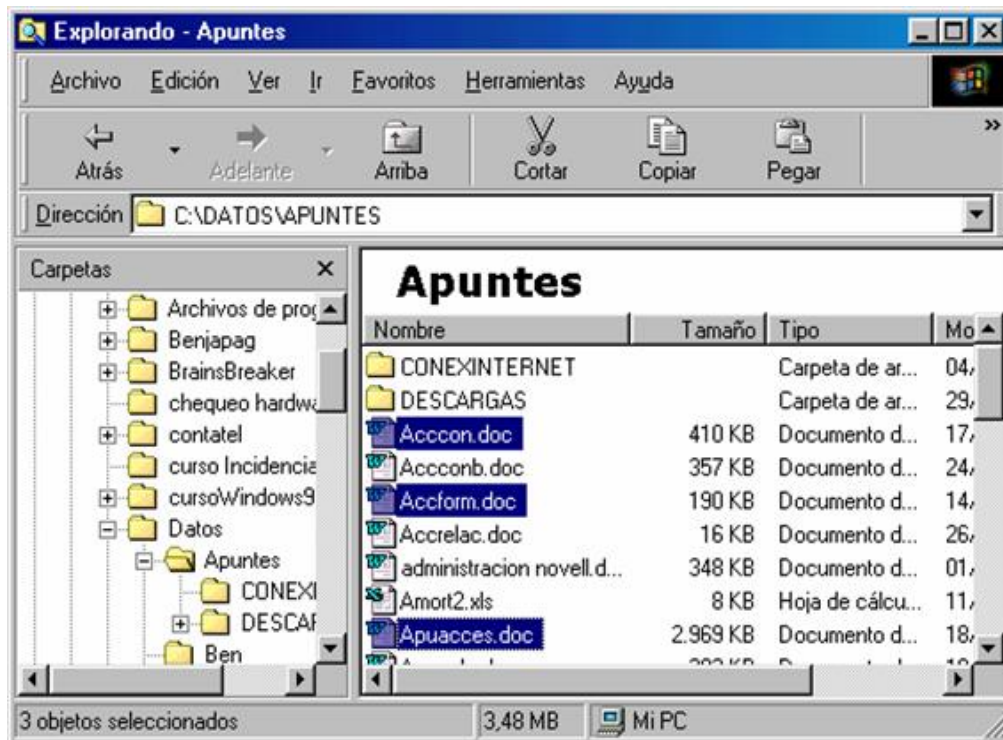 Explorando - Apuntes
Archivo Edición Ver Ir Favoritos Herramientas Ayuda
Atrás Adelante Arriba Cortar Copiar Pegar »
Dirección C:\DATOS\APUNTES
Carpetas
Archivos de prog
Benjapag
BrainsBreaker
chequeo hardwa
contatel
curso Incidencia
cursoWindows9
Datos
Apuntes
CONEXI
DESCAR
Ben
Apuntes
Nombre Tamaño Tipo Mo
CONEXINTERNET Carpeta de ar... 04
DESCARGAS Carpeta de ar... 29
Acccon.doc 410 KB Documento d... 17
Accconb.doc 357 KB Documento d... 24
Accform.doc 190 KB Documento d... 14
Accrelac.doc 16 KB Documento d... 26
administracion novell.d... 348 KB Documento d... 01
Amort2.xls 8 KB Hoja de cálcu... 11
Apuacces.doc 2.969 KB Documento d... 18
3 objetos seleccionados 3,48 MB Mi PC